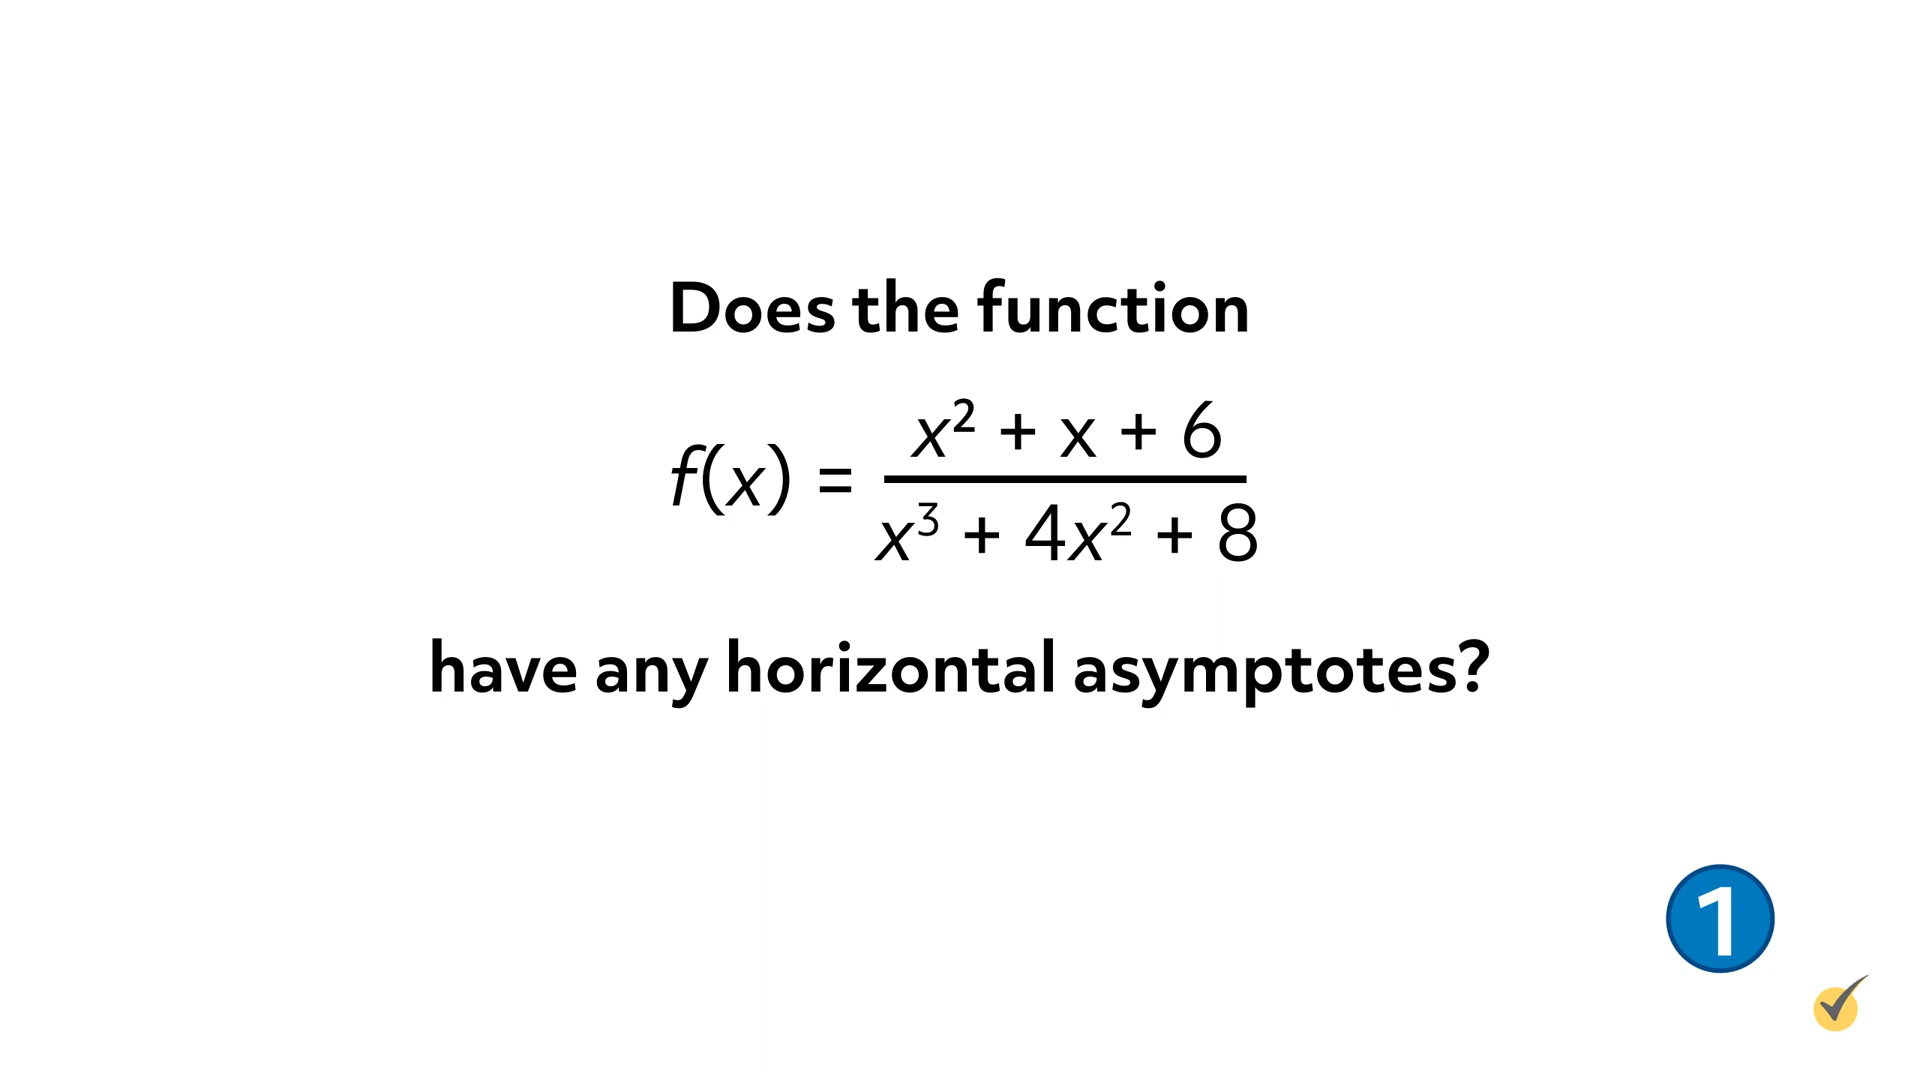 Does the function
f(x) = x² + x + 6 / x³ + 4x² + 8
have any horizontal asymptotes?
1